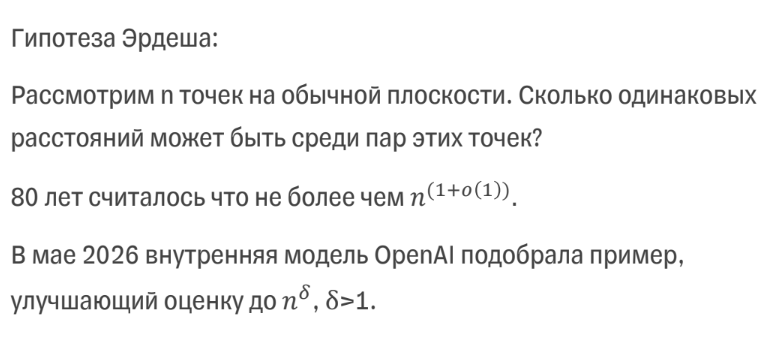 Гипотеза Эрдеша:
Рассмотрим n точек на обычной плоскости. Сколько одинаковых
расстояний может быть среди пар этих точек?
80 лет считалось что не более чем n^(1+o(1)).
В мае 2026 внутренняя модель OpenAI подобрала пример,
улучшающий оценку до n^δ, δ>1.